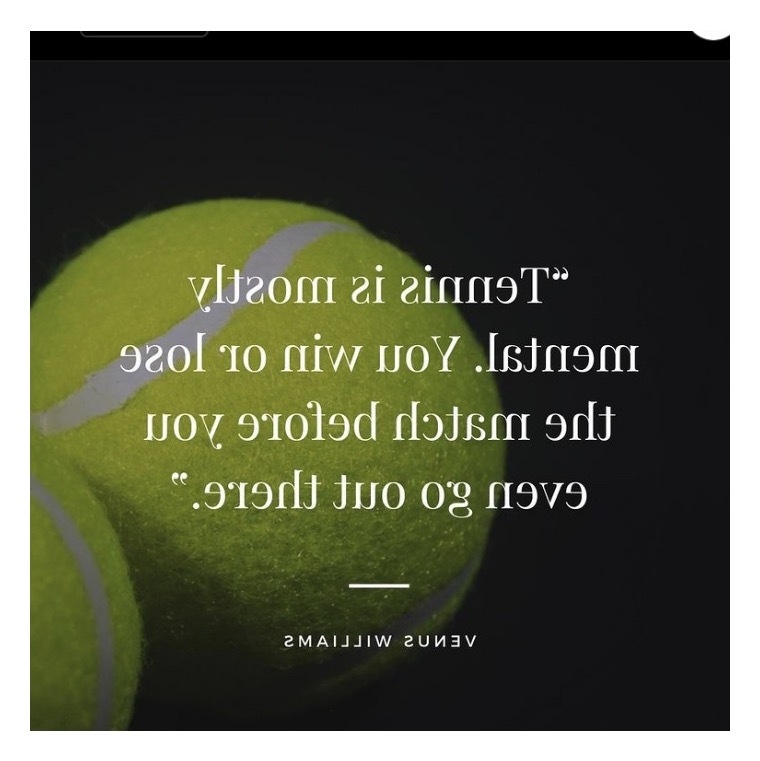 “Tennis is mostly
mental. You win or lose
the match before you
even go out there.”
VENUS WILLIAMS